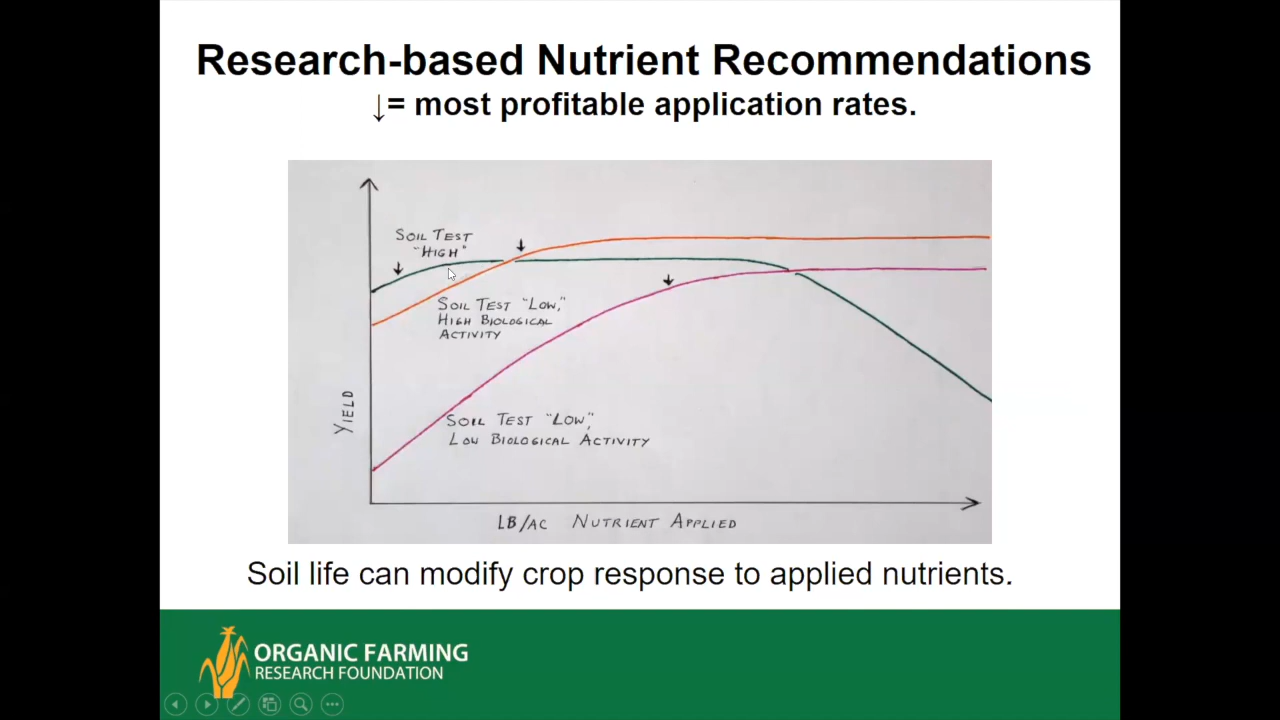 Research-based Nutrient Recommendations
↓= most profitable application rates.
SOIL TEST
"HIGH"
SOIL TEST "LOW,"
HIGH BIOLOGICAL
ACTIVITY
YIELD
SOIL TEST "LOW",
LOW BIOLOGICAL ACTIVITY
LB/AC NUTRIENT APPLIED
Soil life can modify crop response to applied nutrients.
ORGANIC FARMING
RESEARCH FOUNDATION